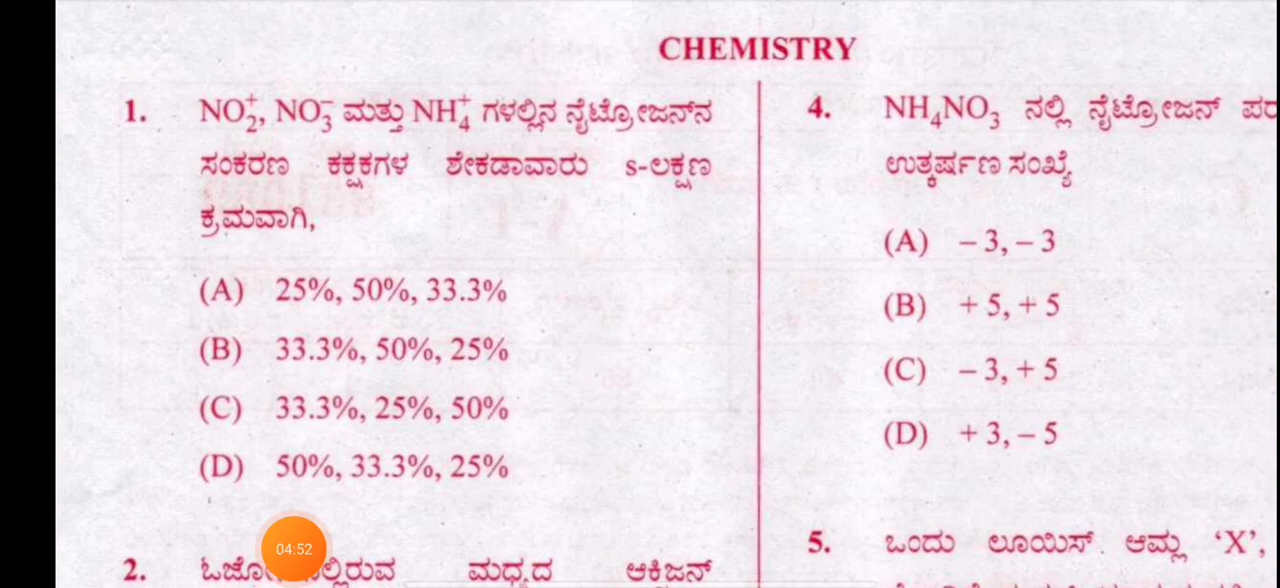 CHEMISTRY
1. NO₂⁺, NO₃⁻ ಮತ್ತು NH₄⁺ ಗಳಲ್ಲಿನ ನೈಟ್ರೋಜನ್‌ನ
ಸಂಕರಣ ಕಕ್ಷಕಗಳ ಶೇಕಡಾವಾರು s-ಲಕ್ಷಣ
ಕ್ರಮವಾಗಿ,
(A) 25%, 50%, 33.3%
(B) 33.3%, 50%, 25%
(C) 33.3%, 25%, 50%
(D) 50%, 33.3%, 25%
04:52
2. ಮಧ್ಯದ ಆಕ್ಸಿಜನ್
4. NH₄NO₃ ನಲ್ಲಿ ನೈಟ್ರೋಜನ್
ಉತ್ಕರ್ಷಣ ಸಂಖ್ಯೆ
(A) – 3, – 3
(B) + 5, + 5
(C) – 3, + 5
(D) + 3, – 5
5. ಒಂದು ಲೂಯಿಸ್ ಆಮ್ಲ ‘X’,